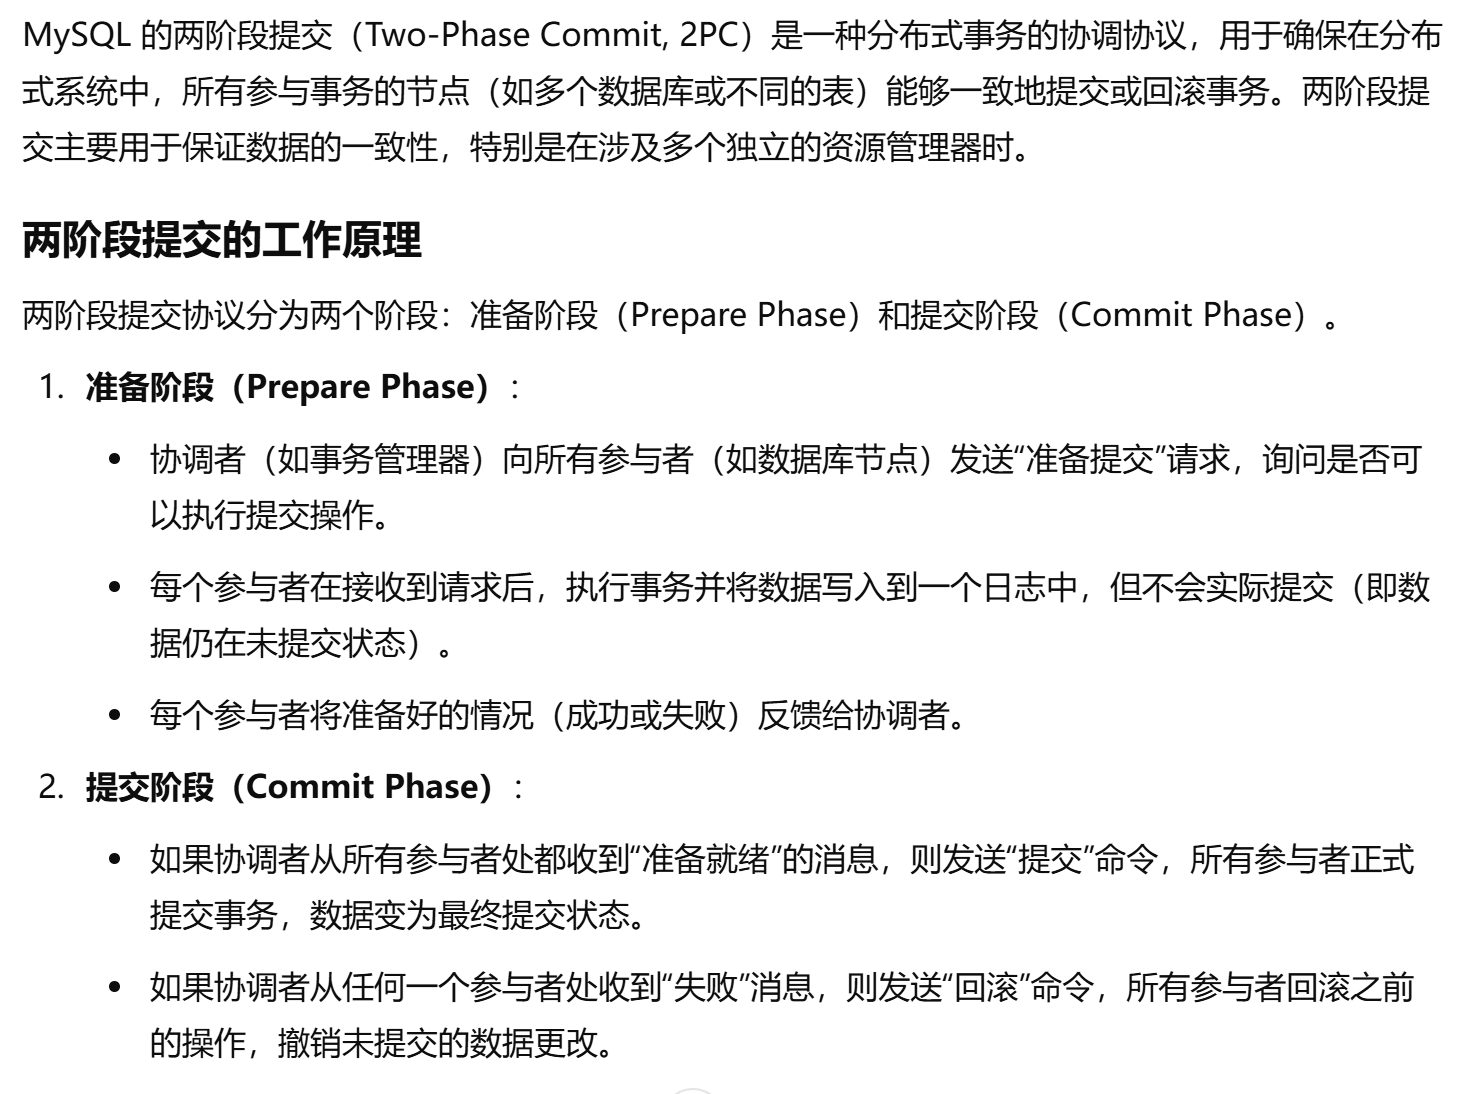 MySQL 的两阶段提交（Two-Phase Commit, 2PC）是一种分布式事务的协调协议，用于确保在分布
式系统中，所有参与事务的节点（如多个数据库或不同的表）能够一致地提交或回滚事务。两阶段提
交主要用于保证数据的一致性，特别是在涉及多个独立的资源管理器时。
两阶段提交的工作原理
两阶段提交协议分为两个阶段：准备阶段（Prepare Phase）和提交阶段（Commit Phase）。
1. 准备阶段（Prepare Phase）：
• 协调者（如事务管理器）向所有参与者（如数据库节点）发送“准备提交”请求，询问是否可
以执行提交操作。
• 每个参与者在接收到请求后，执行事务并将数据写入到一个日志中，但不会实际提交（即数
据仍在未提交状态）。
• 每个参与者将准备好的情况（成功或失败）反馈给协调者。
2. 提交阶段（Commit Phase）：
• 如果协调者从所有参与者处都收到“准备就绪”的消息，则发送“提交”命令，所有参与者正式
提交事务，数据变为最终提交状态。
• 如果协调者从任何一个参与者处收到“失败”消息，则发送“回滚”命令，所有参与者回滚之前
的操作，撤销未提交的数据更改。